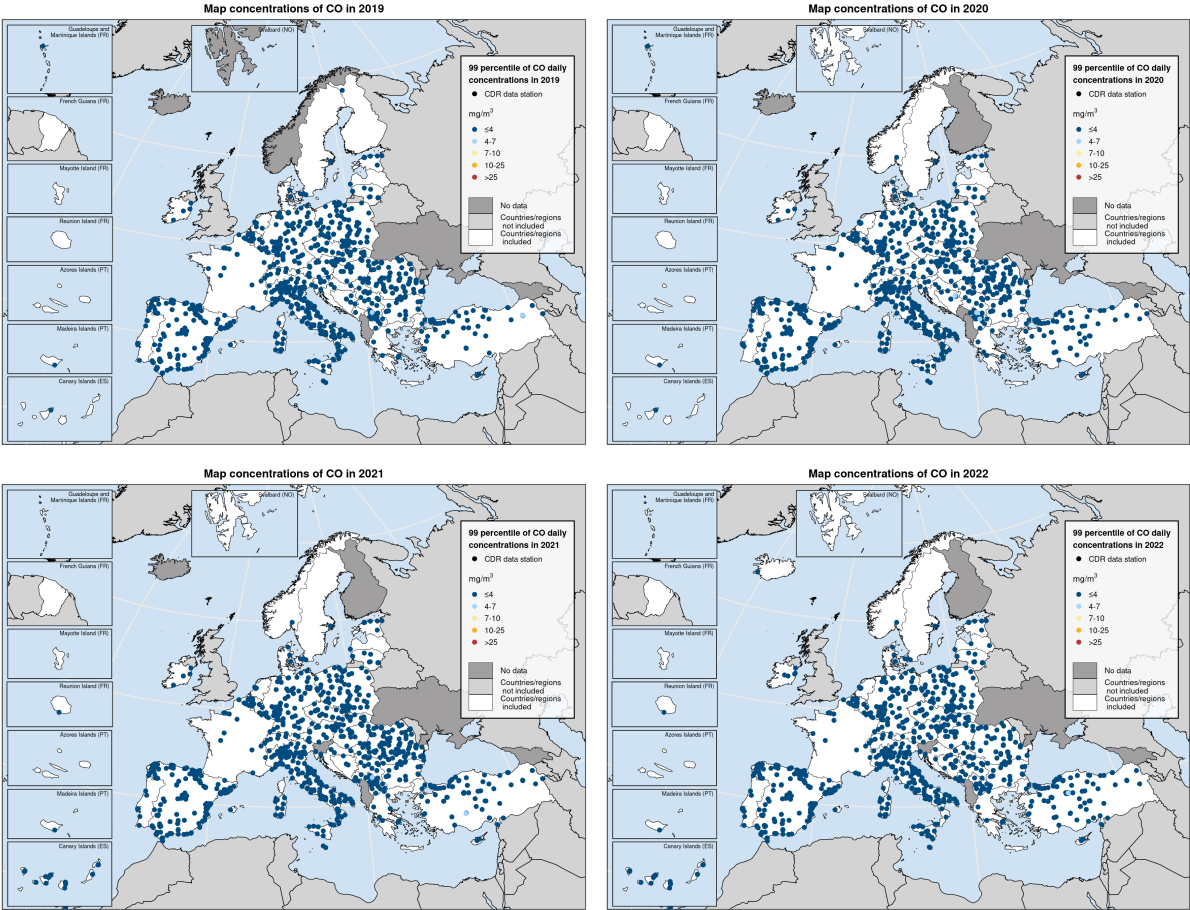 Map concentrations of CO in 2019
Guadeloupe and
Martinique Islands (FR)
French Guiana (FR)
Mayotte Island (FR)
Reunion Island (FR)
Azores Islands (PT)
Madeira Islands (PT)
Canary Islands (ES)
Svalbard (NO)
99 percentile of CO daily
concentrations in 2019
CDR data station
mg/m³
≤4
4-7
7-10
10-25
>25
No data
Countries/regions
not included
Countries/regions
included
Map concentrations of CO in 2020
Guadeloupe and
Martinique Islands (FR)
French Guiana (FR)
Mayotte Island (FR)
Reunion Island (FR)
Azores Islands (PT)
Madeira Islands (PT)
Canary Islands (ES)
Svalbard (NO)
99 percentile of CO daily
concentrations in 2020
CDR data station
mg/m³
≤4
4-7
7-10
10-25
>25
No data
Countries/regions
not included
Countries/regions
included
Map concentrations of CO in 2021
Guadeloupe and
Martinique Islands (FR)
French Guiana (FR)
Mayotte Island (FR)
Reunion Island (FR)
Azores Islands (PT)
Madeira Islands (PT)
Canary Islands (ES)
Svalbard (NO)
99 percentile of CO daily
concentrations in 2021
CDR data station
mg/m³
≤4
4-7
7-10
10-25
>25
No data
Countries/regions
not included
Countries/regions
included
Map concentrations of CO in 2022
Guadeloupe and
Martinique Islands (FR)
French Guiana (FR)
Mayotte Island (FR)
Reunion Island (FR)
Azores Islands (PT)
Madeira Islands (PT)
Canary Islands (ES)
Svalbard (NO)
99 percentile of CO daily
concentrations in 2022
CDR data station
mg/m³
≤4
4-7
7-10
10-25
>25
No data
Countries/regions
not included
Countries/regions
included